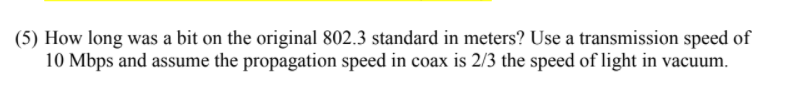 (5) How long was a bit on the original 802.3 standard in meters? Use a transmission speed of
10 Mbps and assume the propagation speed in coax is 2/3 the speed of light in vacuum.